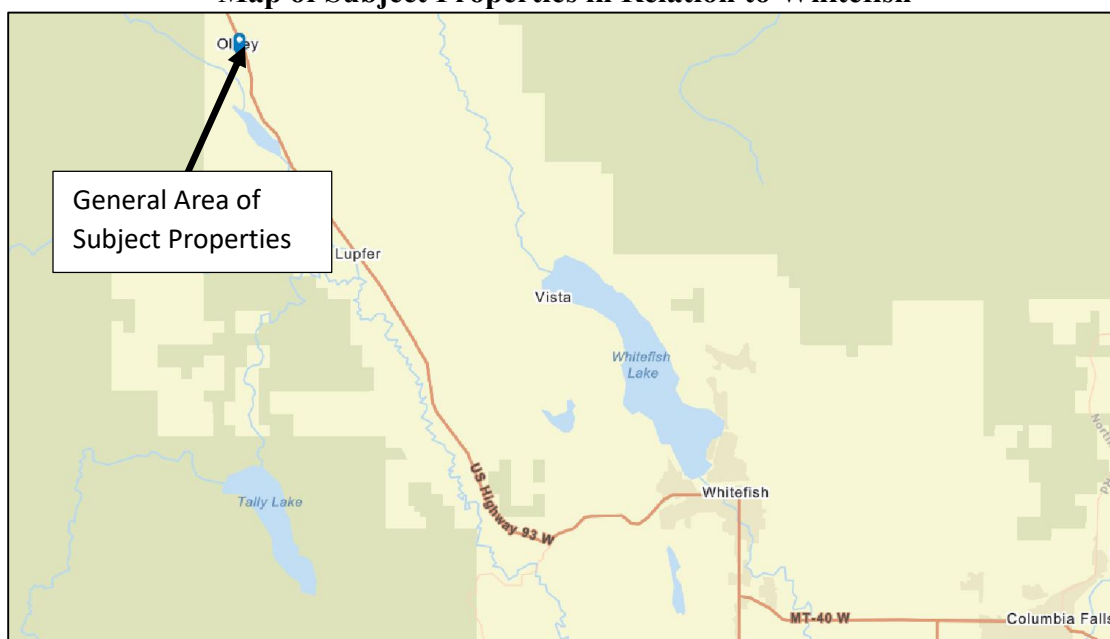 Map of Subject Properties in Relation to Whitefish
General Area of
Subject Properties
Lupfer
Vista
Whitefish
Lake
Tally Lake
US Highway 93 W
Whitefish
MT-40 W
Columbia Falls